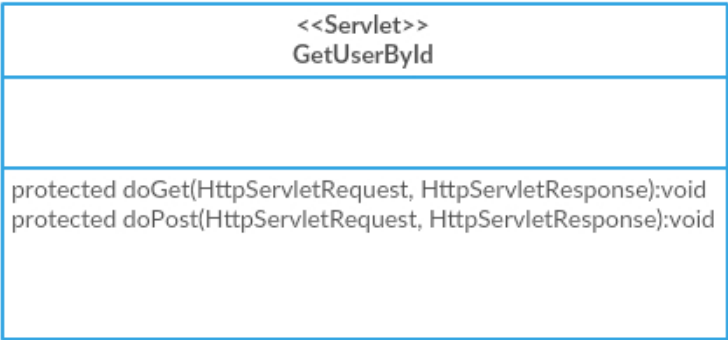 <<Servlet>>
GetUserById
protected doGet(HttpServletRequest, HttpServletResponse):void
protected doPost(HttpServletRequest, HttpServletResponse):void